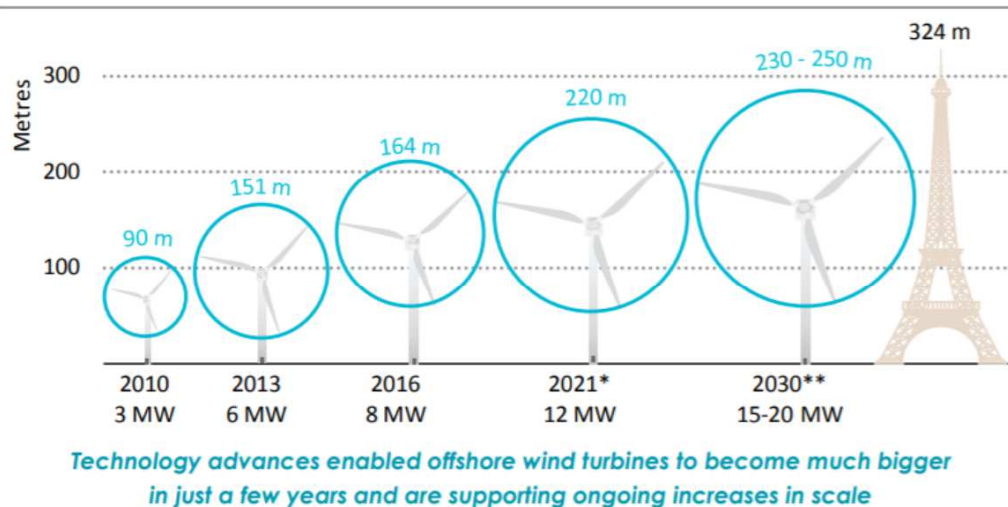 324 m
230 - 250 m
220 m
164 m
151 m
90 m
Metres
300
200
100
2010
3 MW
2013
6 MW
2016
8 MW
2021*
12 MW
2030**
15-20 MW
Technology advances enabled offshore wind turbines to become much bigger
in just a few years and are supporting ongoing increases in scale